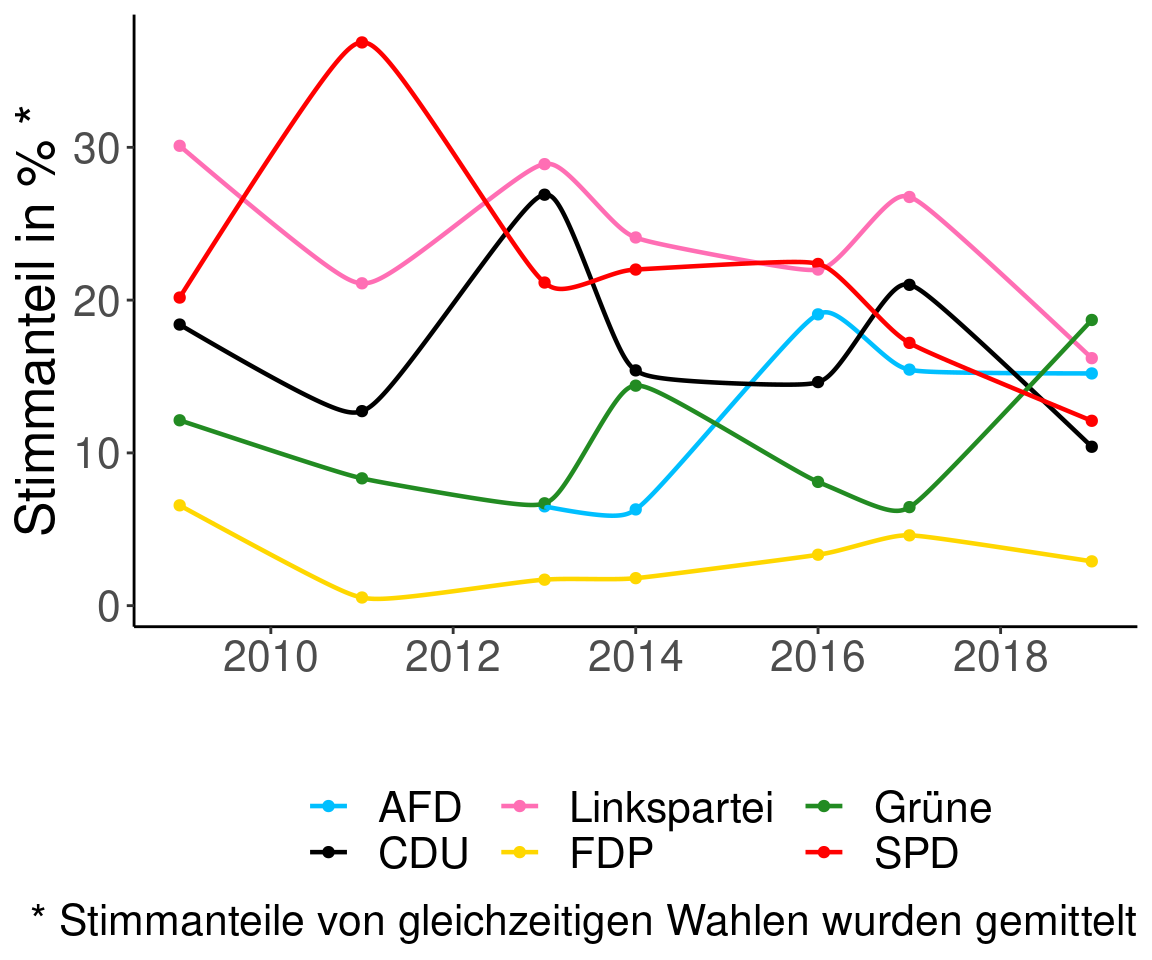 Stimmanteil in % *
30
20
10
0
2010 2012 2014 2016 2018
AFD Linkspartei Grüne
CDU FDP SPD
* Stimmanteile von gleichzeitigen Wahlen wurden gemittelt